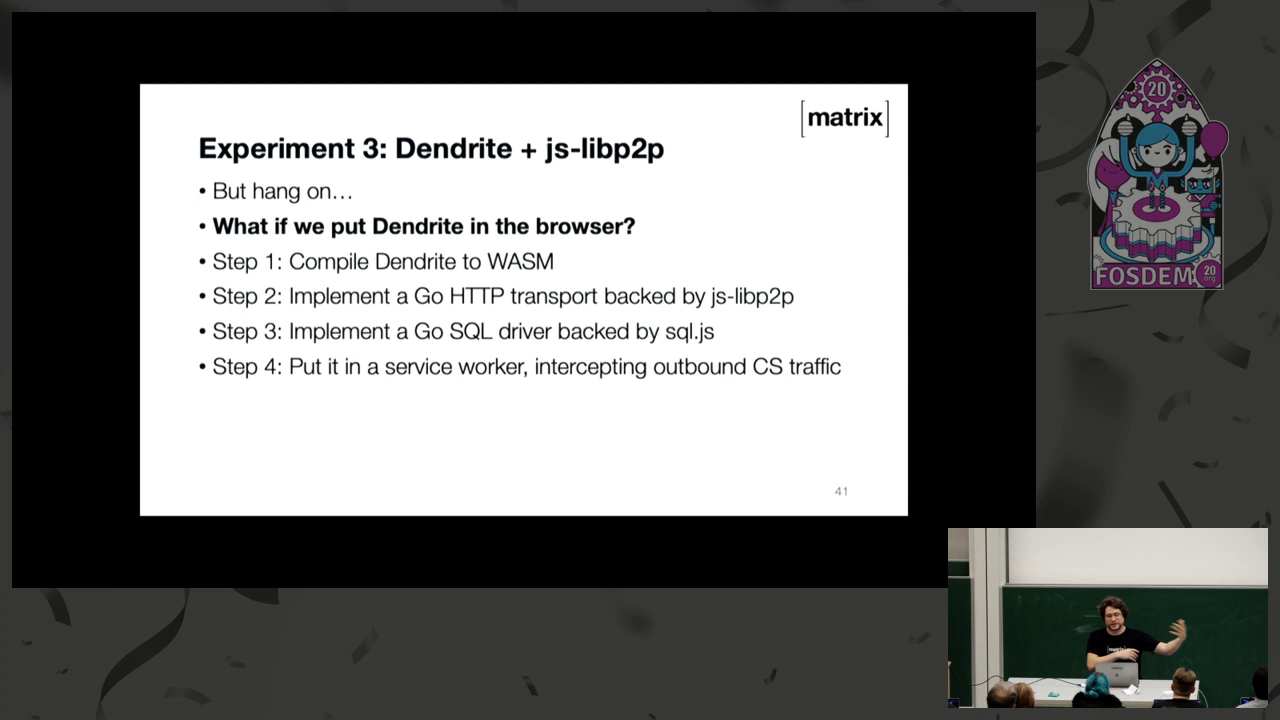 [matrix]
Experiment 3: Dendrite + js-libp2p
• But hang on…
• What if we put Dendrite in the browser?
• Step 1: Compile Dendrite to WASM
• Step 2: Implement a Go HTTP transport backed by js-libp2p
• Step 3: Implement a Go SQL driver backed by sql.js
• Step 4: Put it in a service worker, intercepting outbound CS traffic
41
20
FOSDEM 20
.org
[matrix]